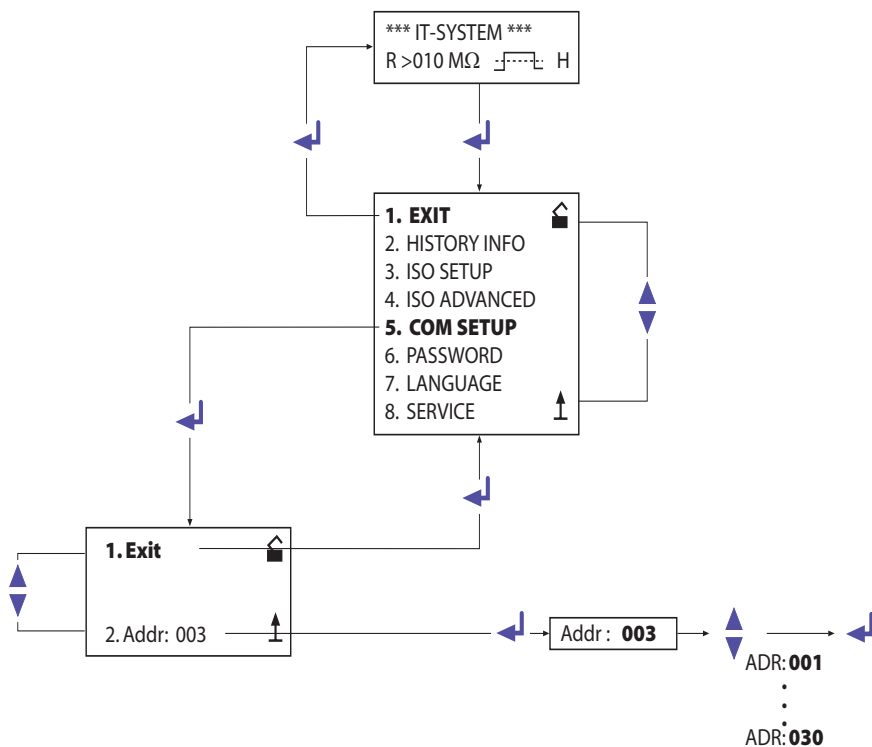 *** IT-SYSTEM ***
R >010 MΩ H
1. EXIT
2. HISTORY INFO
3. ISO SETUP
4. ISO ADVANCED
5. COM SETUP
6. PASSWORD
7. LANGUAGE
8. SERVICE
1. Exit
2. Addr: 003
Addr : 003
ADR: 001
ADR: 030